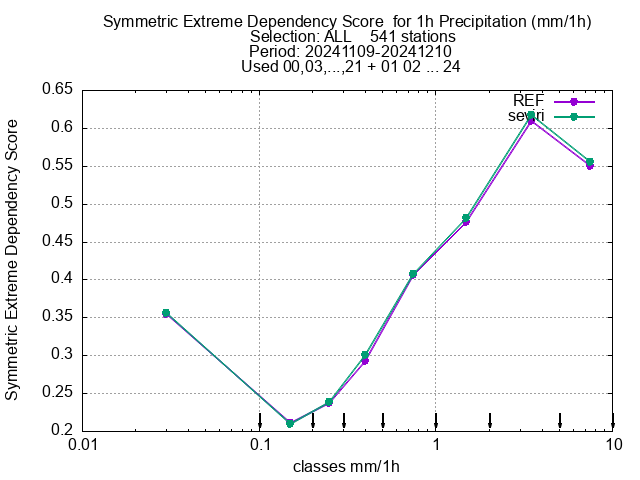 Symmetric Extreme Dependency Score for 1h Precipitation (mm/1h)
Selection: ALL 541 stations
Period: 20241109-20241210
Used 00,03,...,21 + 01 02 ... 24
Symmetric Extreme Dependency Score
0.65
0.6
0.55
0.5
0.45
0.4
0.35
0.3
0.25
0.2
REF
seviri
0.01 0.1 1 10
classes mm/1h